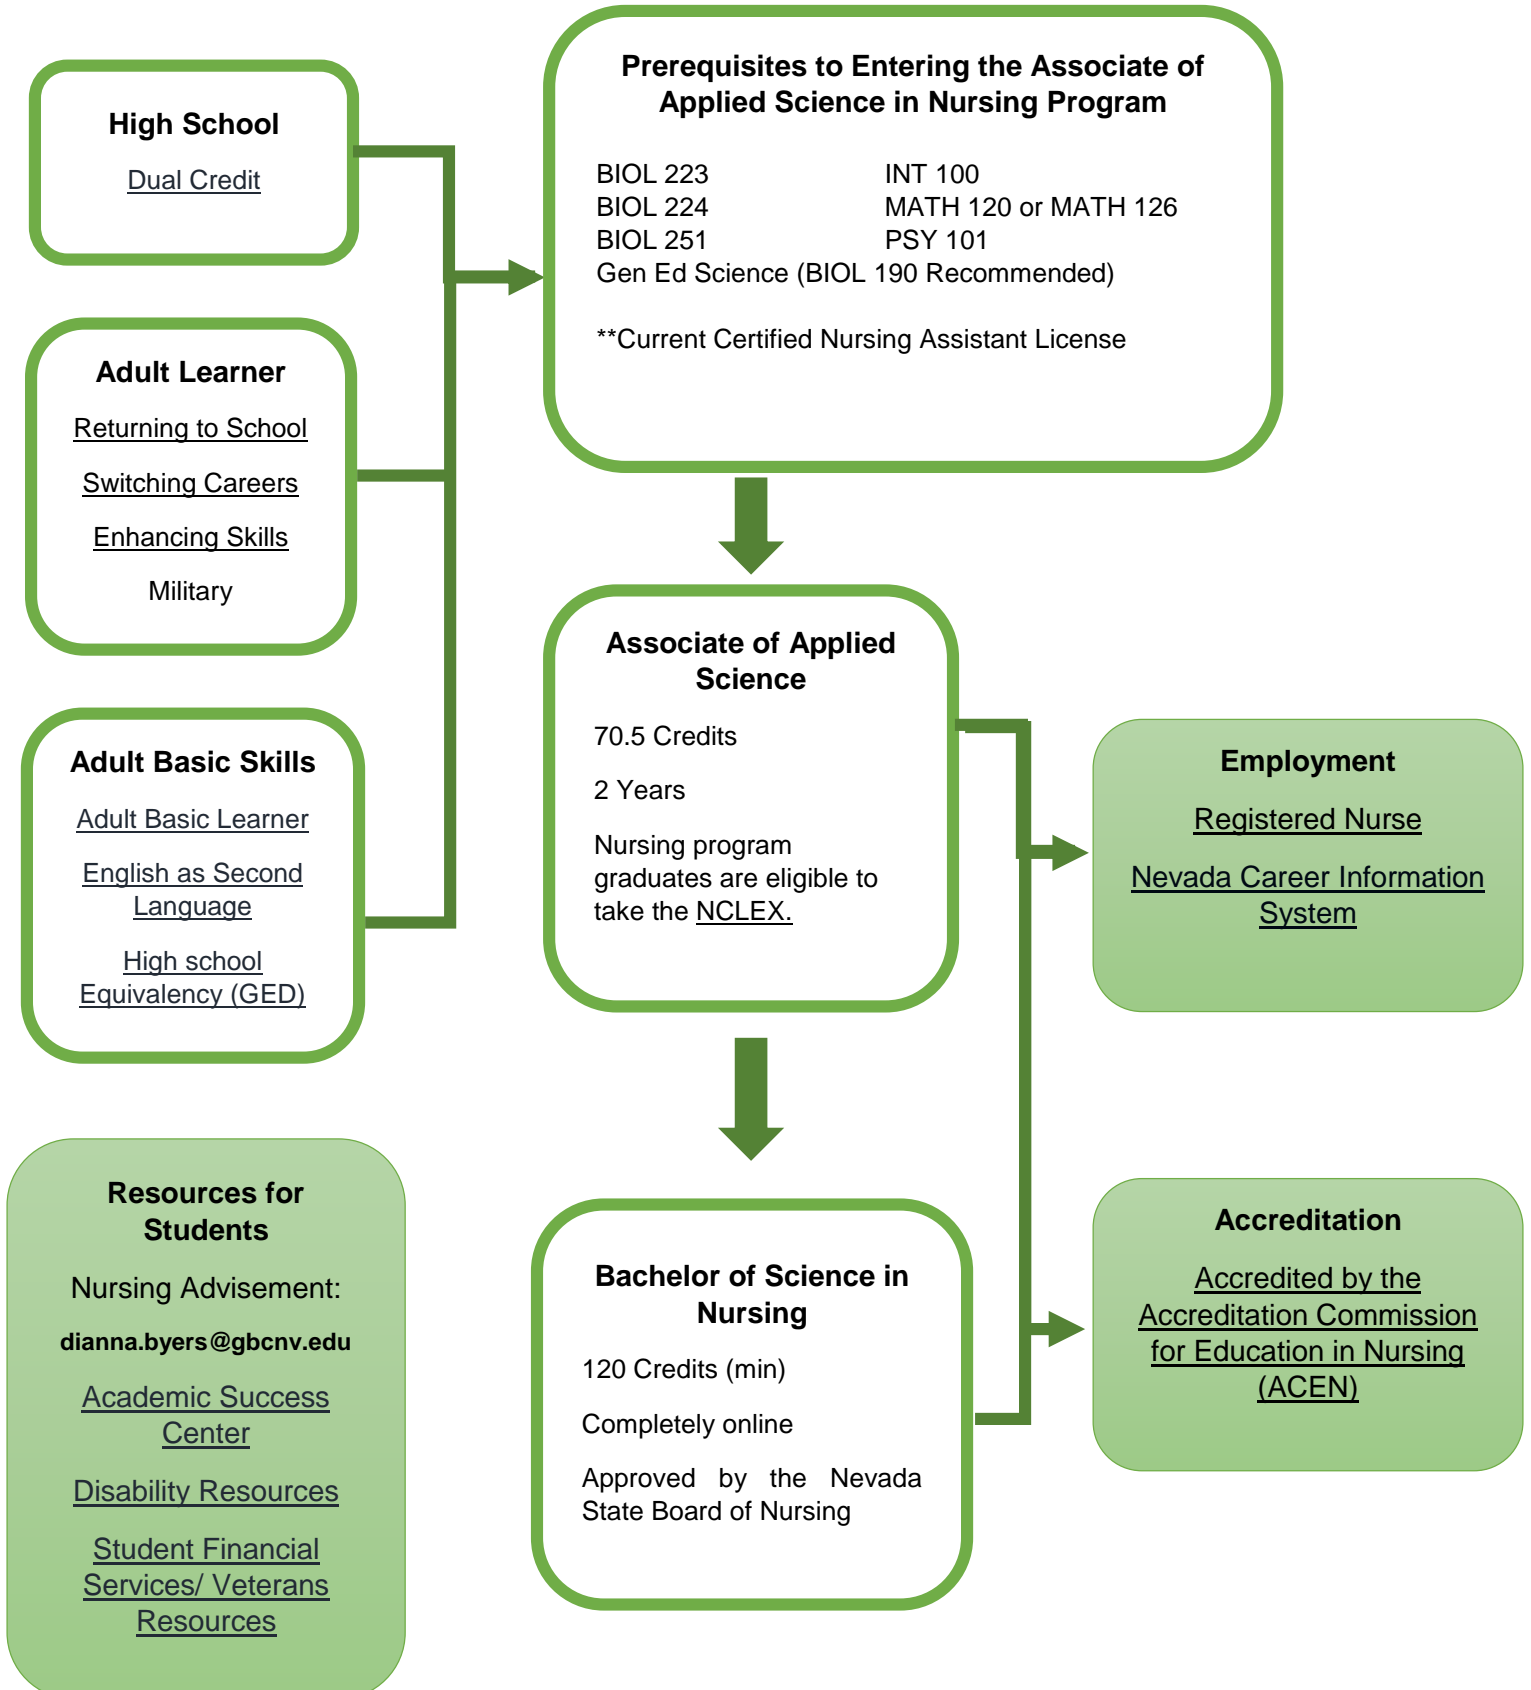 High School
Dual Credit
Adult Learner
Returning to School
Switching Careers
Enhancing Skills
Military
Adult Basic Skills
Adult Basic Learner
English as Second
Language
High school
Equivalency (GED)
Resources for
Students
Nursing Advisement:
dianna.byers@gbcnv.edu
Academic Success
Center
Disability Resources
Student Financial
Services/ Veterans
Resources
Prerequisites to Entering the Associate of
Applied Science in Nursing Program
BIOL 223 INT 100
BIOL 224 MATH 120 or MATH 126
BIOL 251 PSY 101
Gen Ed Science (BIOL 190 Recommended)
**Current Certified Nursing Assistant License
Associate of Applied
Science
70.5 Credits
2 Years
Nursing program
graduates are eligible to
take the NCLEX.
Bachelor of Science in
Nursing
120 Credits (min)
Completely online
Approved by the Nevada
State Board of Nursing
Employment
Registered Nurse
Nevada Career Information
System
Accreditation
Accredited by the
Accreditation Commission
for Education in Nursing
(ACEN)